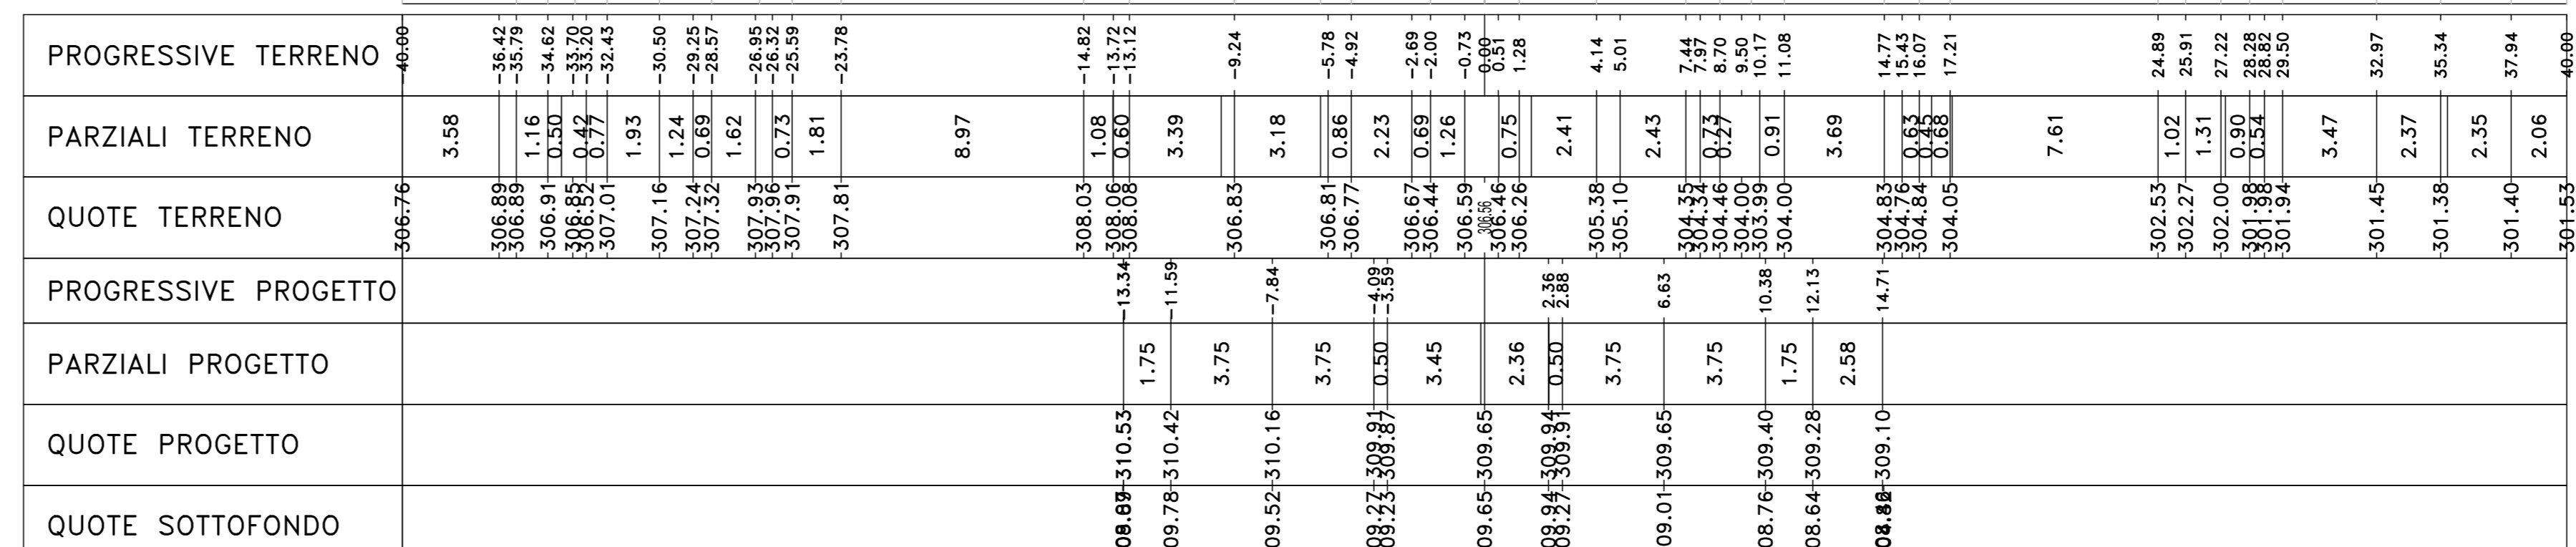 PROGRESSIVE TERRENO -40.00 -36.42 -35.79 -34.62 -33.70 -33.20 -32.43 -30.50 -29.25 -28.57 -26.95 -26.32 -25.59 -23.78 -14.82 -13.72 -13.12 -9.24 -5.78 -4.92 -2.69 -2.00 -0.73 0.00 0.51 1.28 4.14 5.01 7.44 7.97 8.70 9.50 10.17 11.08 14.77 15.43 16.07 17.21 24.89 25.91 27.22 28.28 28.82 29.50 32.97 35.34 37.94 40.00
PARZIALI TERRENO 3.58 1.16 0.50 0.42 0.77 1.93 1.24 0.69 1.62 0.73 1.81 8.97 1.08 0.60 3.39 3.18 0.86 2.23 0.69 1.26 0.75 2.41 2.43 0.73 0.27 0.91 3.69 0.63 0.45 0.68 7.61 1.02 1.31 0.90 0.54 3.47 2.37 2.35 2.06
QUOTE TERRENO 306.76 306.89 306.89 306.91 306.85 306.52 307.01 307.16 307.24 307.32 307.93 307.96 307.91 307.81 308.03 308.06 308.08 306.83 306.81 306.77 306.67 306.44 306.59 306.56 306.46 306.26 305.38 305.10 304.35 304.34 304.46 304.00 303.99 304.00 304.83 304.76 304.84 304.05 302.53 302.27 302.00 301.98 301.98 301.94 301.45 301.38 301.40 301.53
PROGRESSIVE PROGETTO -13.34 -11.59 -7.84 -4.09 -3.59 2.36 2.88 6.63 10.38 12.13 14.71
PARZIALI PROGETTO 1.75 3.75 3.75 0.50 3.45 2.36 0.50 3.75 3.75 1.75 2.58
QUOTE PROGETTO 310.53 310.42 310.16 309.91 309.87 309.65 309.94 309.91 309.65 309.40 309.28 309.10
QUOTE SOTTOFONDO 09.78 09.52 09.27 09.23 09.65 09.94 09.27 09.01 08.76 08.64